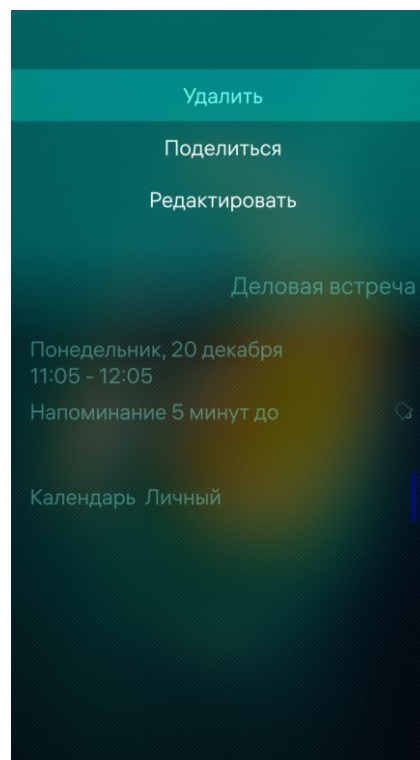 Удалить
Поделиться
Редактировать
Деловая встреча
Понедельник, 20 декабря
11:05 - 12:05
Напоминание 5 минут до
Календарь Личный